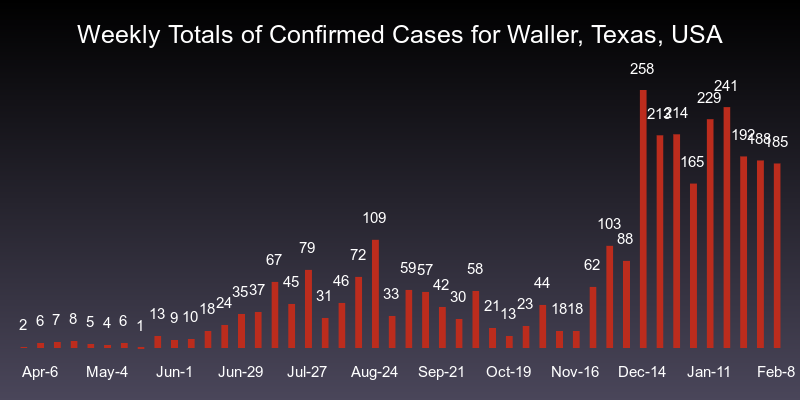 Weekly Totals of Confirmed Cases for Waller, Texas, USA
2 6 7 8 5 4 6 1 13 9 10 18 24 35 37 67 45 79 31 46 72 109 33 59 57 42 30 58 21 13 23 44 18 18 62 103 88 258 213 214 165 229 241 192 188 185
Apr-6 May-4 Jun-1 Jun-29 Jul-27 Aug-24 Sep-21 Oct-19 Nov-16 Dec-14 Jan-11 Feb-8